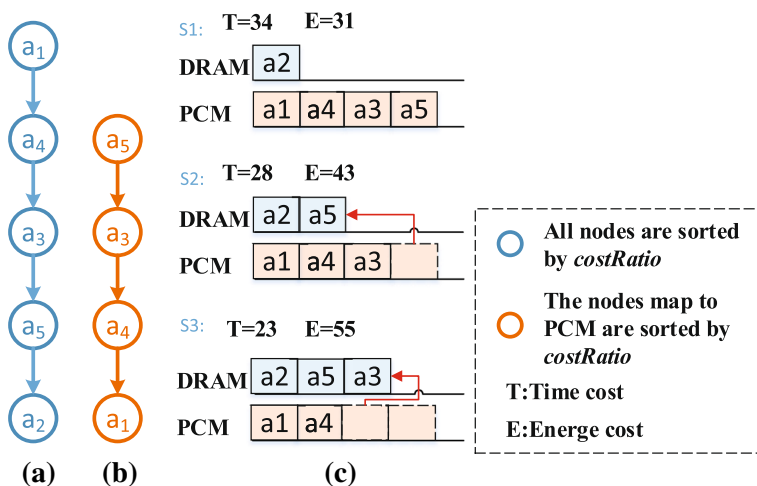 a1
a4
a3
a5
a2
(a)
a5
a3
a4
a1
(b)
S1: T=34 E=31
DRAM a2
PCM a1 a4 a3 a5
S2: T=28 E=43
DRAM a2 a5
PCM a1 a4 a3
S3: T=23 E=55
DRAM a2 a5 a3
PCM a1 a4
(c)
All nodes are sorted
by costRatio
The nodes map to
PCM are sorted by
costRatio
T:Time cost
E:Energe cost